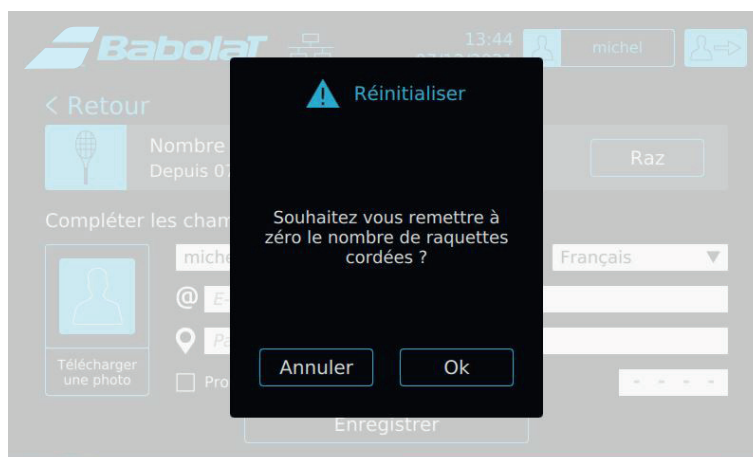 Babolat
13:44
michel
< Retour
Réinitialiser
Nombre
Depuis 07
Raz
Souhaitez vous remettre à
zéro le nombre de raquettes
cordées ?
Compléter les cham
miche
Français
@ E-
Pa
Télécharger
une photo
Pro
- - - -
Annuler
Ok
Enregistrer